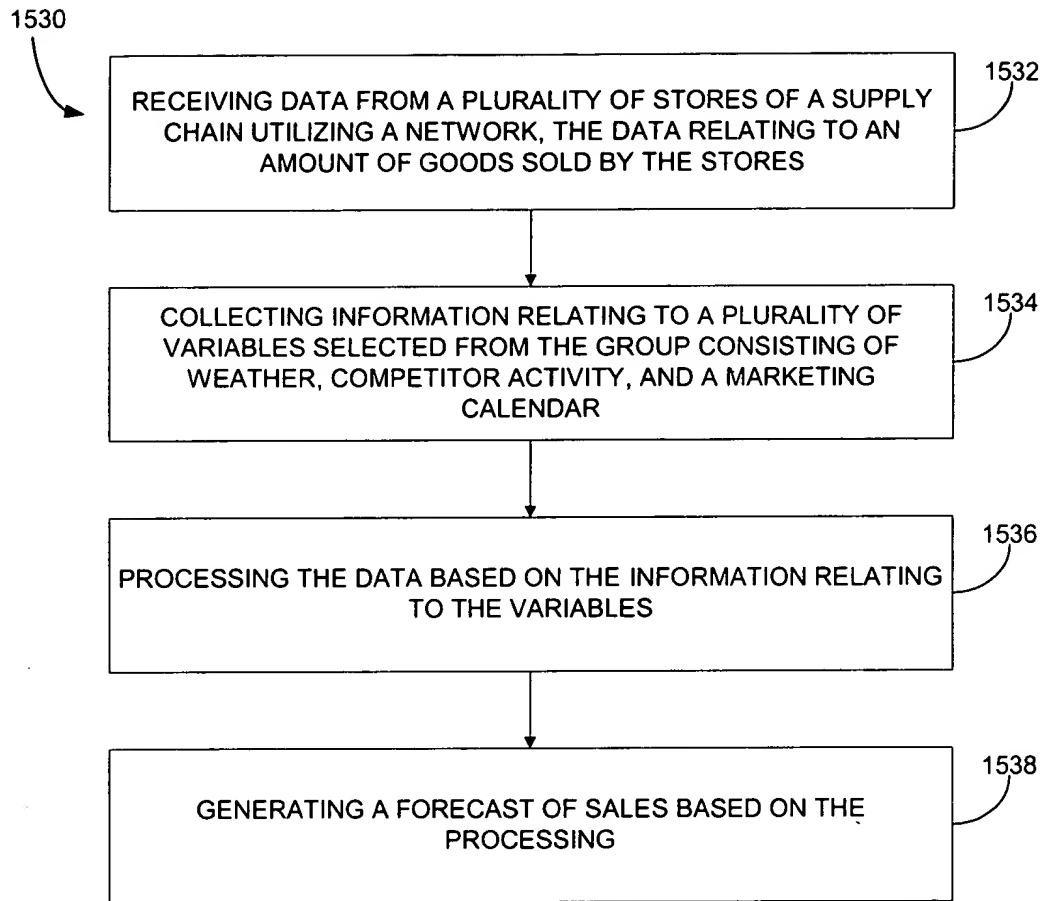 1530
1532
RECEIVING DATA FROM A PLURALITY OF STORES OF A SUPPLY
CHAIN UTILIZING A NETWORK, THE DATA RELATING TO AN
AMOUNT OF GOODS SOLD BY THE STORES
1534
COLLECTING INFORMATION RELATING TO A PLURALITY OF
VARIABLES SELECTED FROM THE GROUP CONSISTING OF
WEATHER, COMPETITOR ACTIVITY, AND A MARKETING
CALENDAR
1536
PROCESSING THE DATA BASED ON THE INFORMATION RELATING
TO THE VARIABLES
1538
GENERATING A FORECAST OF SALES BASED ON THE
PROCESSING